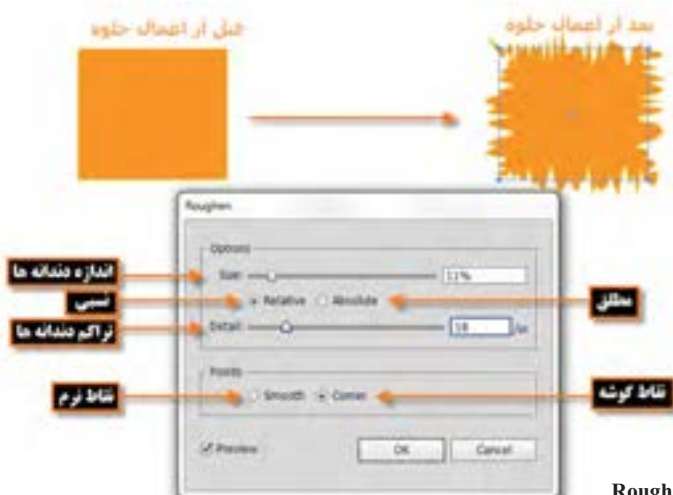 قبل از اعمال جلوه
بعد از اعمال جلوه
Roughen
Options
Size:
11%
اندازه دندانه ها
Relative
Absolute
نسبی
مطلق
Detail:
18
/in
تراکم دندانه ها
Points
Smooth
Corner
نقاط نرم
نقاط گوشه
Preview
OK
Cancel
Rough